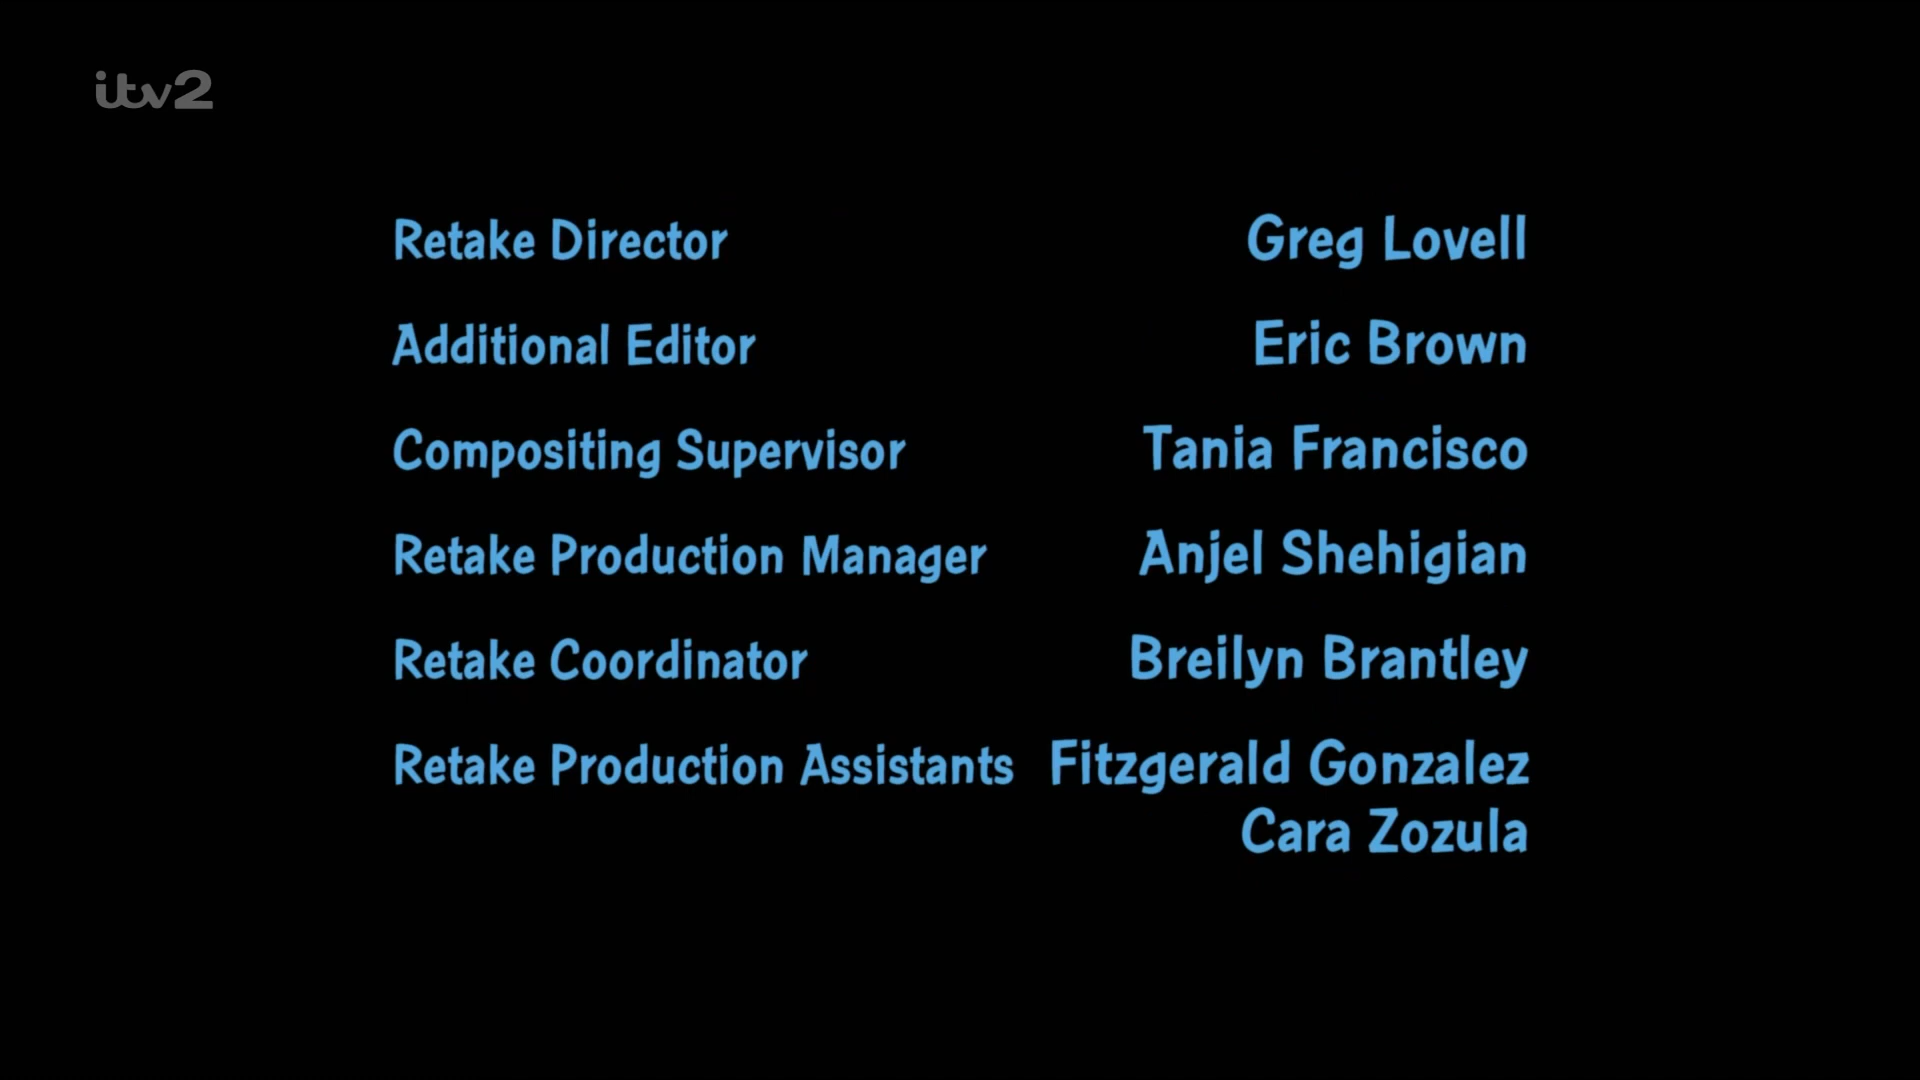 itv2
Retake Director Greg Lovell
Additional Editor Eric Brown
Compositing Supervisor Tania Francisco
Retake Production Manager Anjel Shehigian
Retake Coordinator Breilyn Brantley
Retake Production Assistants Fitzgerald Gonzalez
Cara Zozula